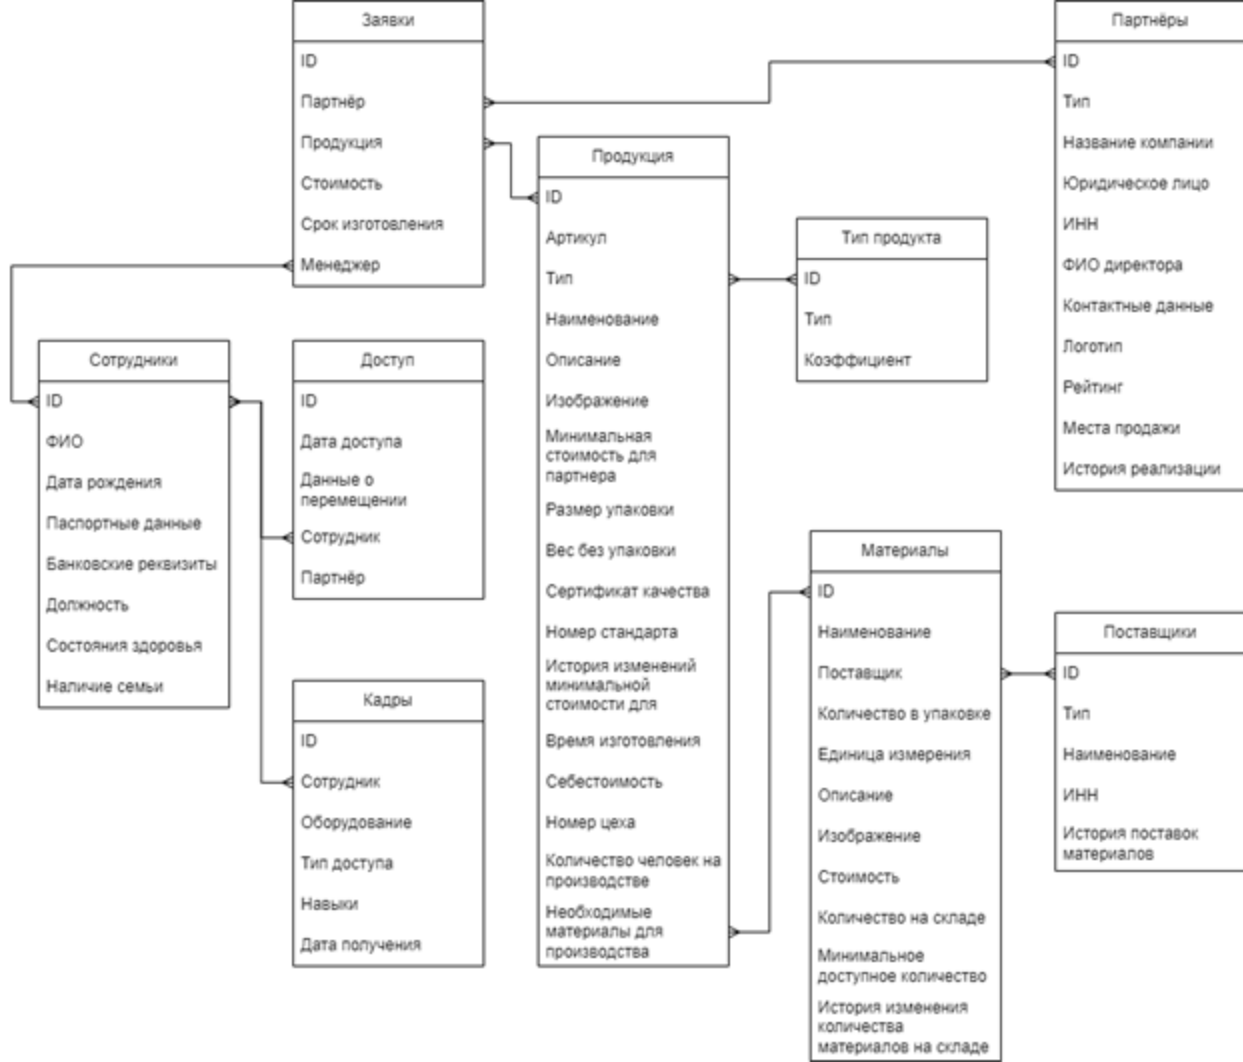 Заявки
ID
Партнёр
Продукция
Стоимость
Срок изготовления
Менеджер
Партнёры
ID
Тип
Название компании
Юридическое лицо
ИНН
ФИО директора
Контактные данные
Логотип
Рейтинг
Места продажи
История реализации
Продукция
ID
Артикул
Тип
Наименование
Описание
Изображение
Минимальная
стоимость для
партнера
Размер упаковки
Вес без упаковки
Сертификат качества
Номер стандарта
История изменений
минимальной
стоимости для
Время изготовления
Себестоимость
Номер цеха
Количество человек на
производстве
Необходимые
материалы для
производства
Тип продукта
ID
Тип
Коэффициент
Сотрудники
ID
ФИО
Дата рождения
Паспортные данные
Банковские реквизиты
Должность
Состояния здоровья
Наличие семьи
Доступ
ID
Дата доступа
Данные о
перемещении
Сотрудник
Партнёр
Кадры
ID
Сотрудник
Оборудование
Тип доступа
Навыки
Дата получения
Материалы
ID
Наименование
Поставщик
Количество в упаковке
Единица измерения
Описание
Изображение
Стоимость
Количество на складе
Минимальное
доступное количество
История изменения
количества
материалов на складе
Поставщики
ID
Тип
Наименование
ИНН
История поставок
материалов